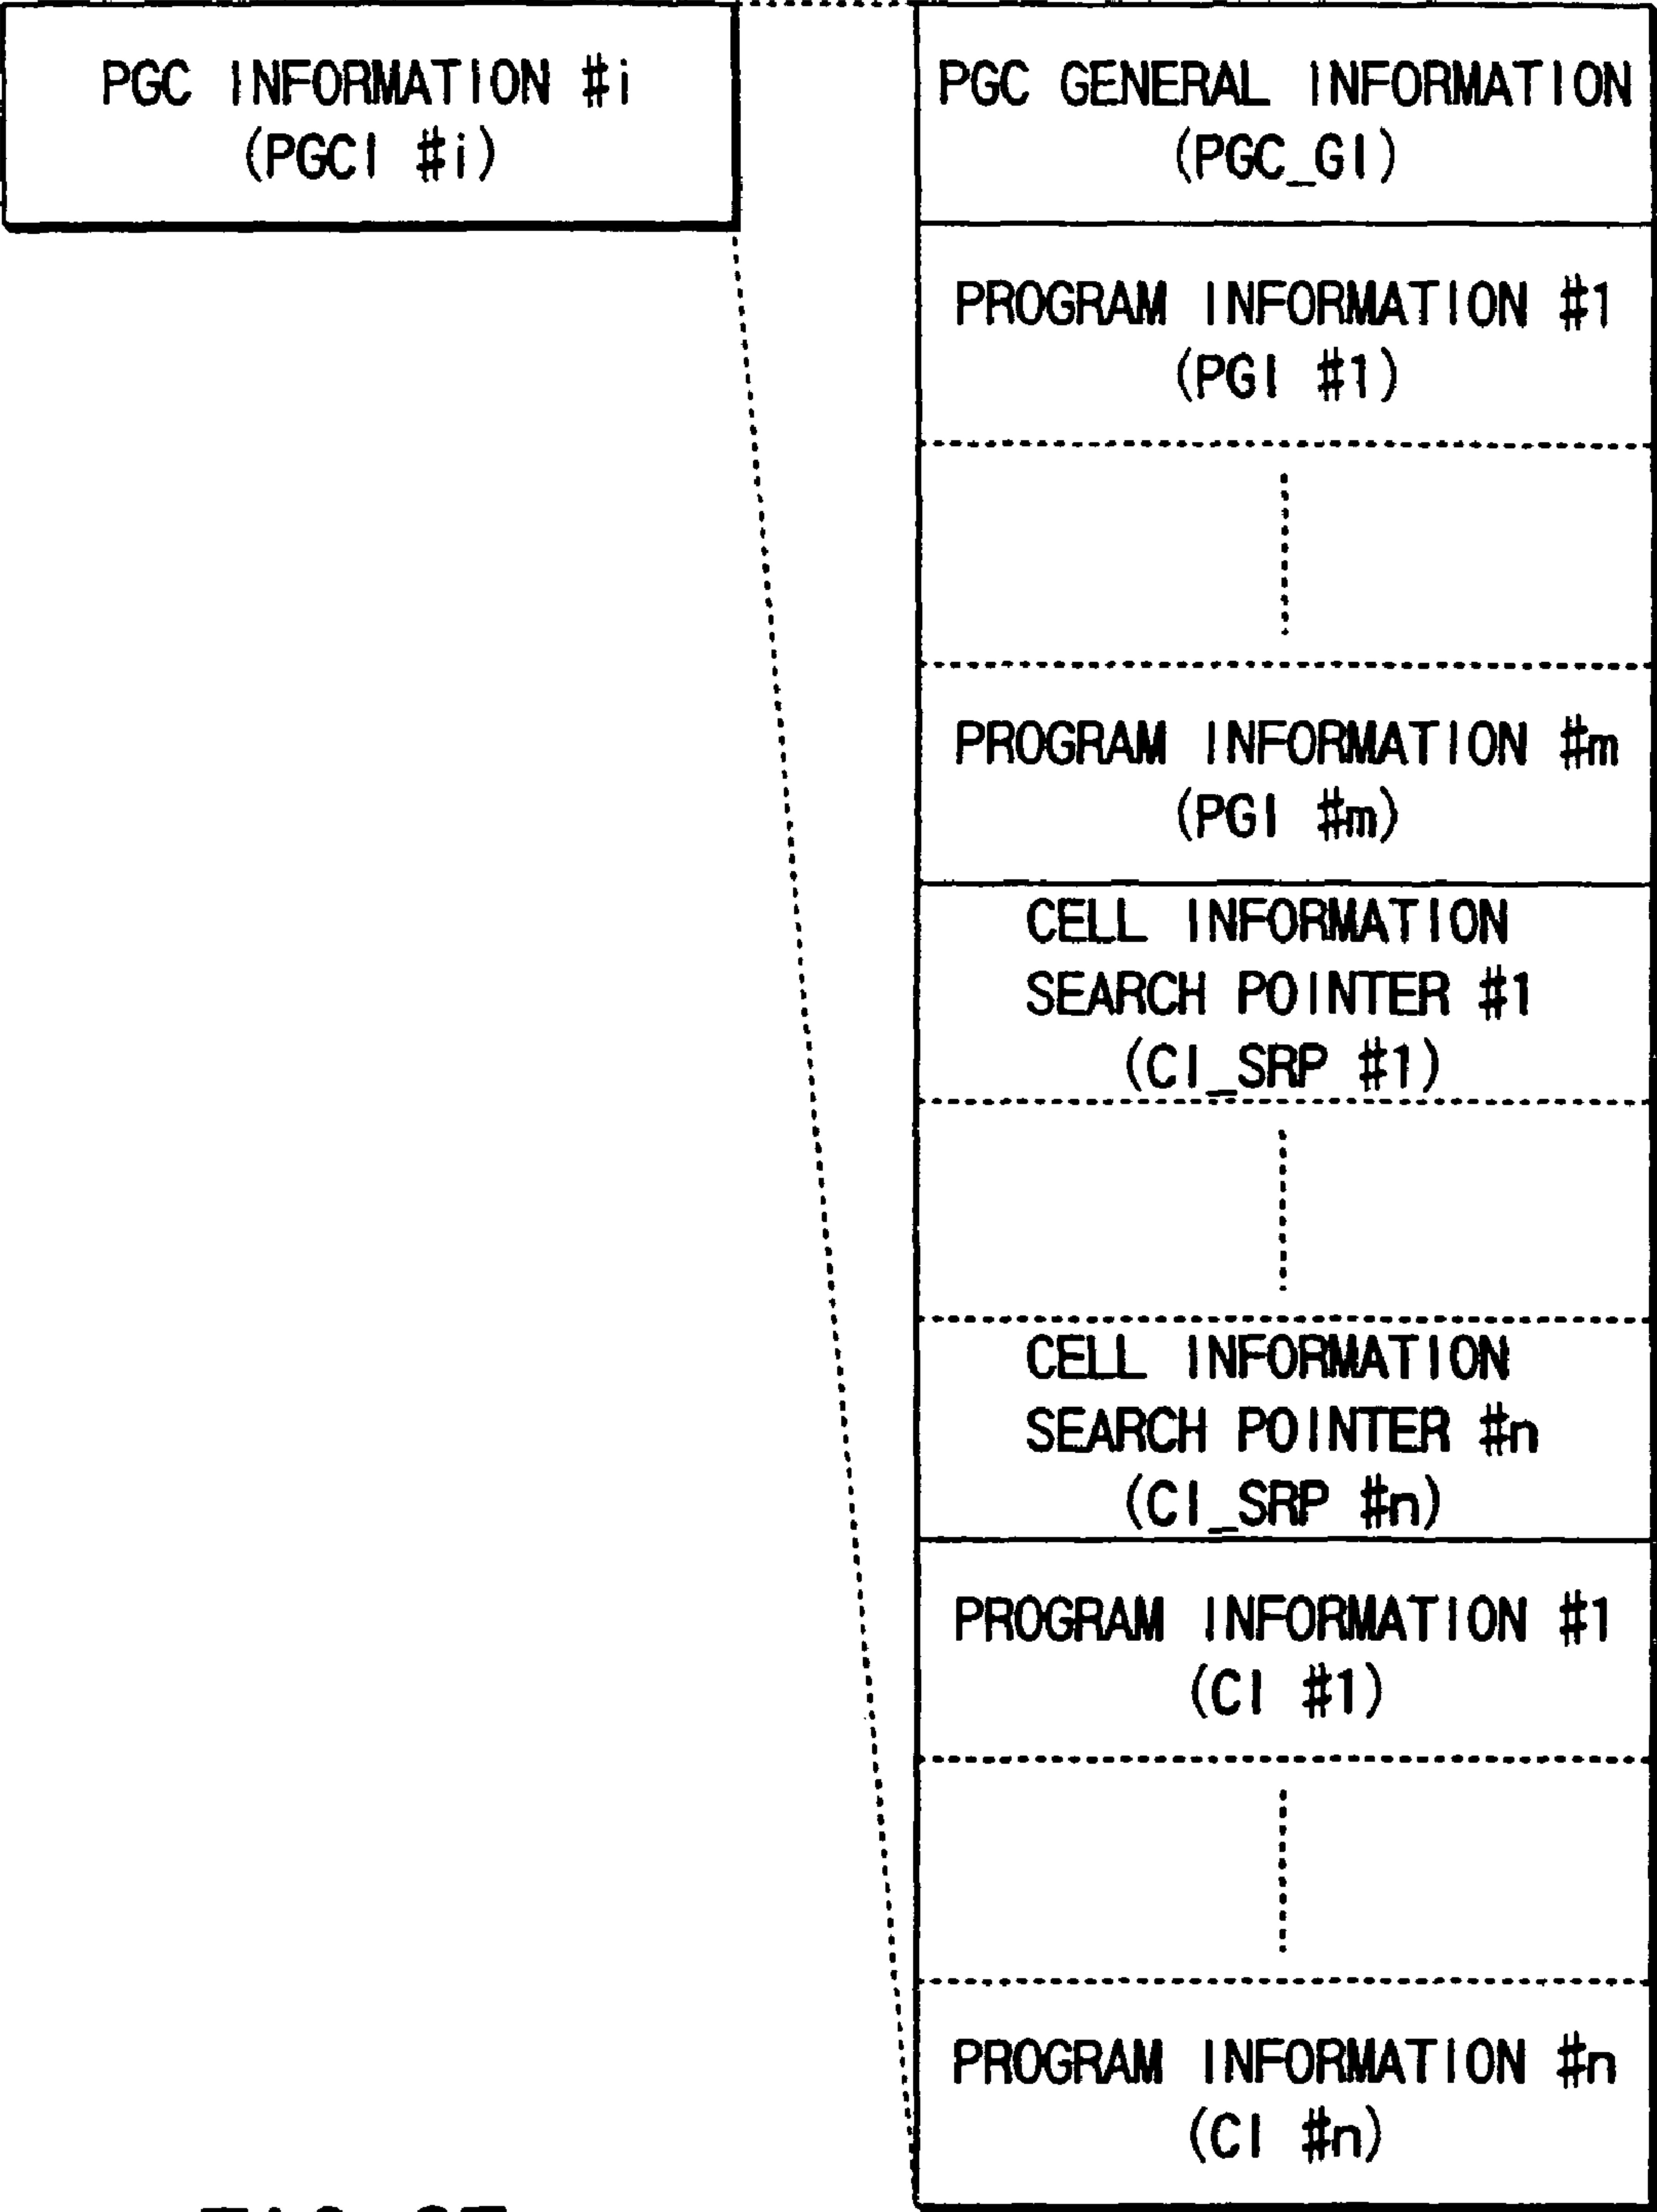 PGC INFORMATION #i
(PGCI #i)
PGC GENERAL INFORMATION
(PGC_GI)
PROGRAM INFORMATION #1
(PGI #1)
PROGRAM INFORMATION #m
(PGI #m)
CELL INFORMATION
SEARCH POINTER #1
(CI_SRP #1)
CELL INFORMATION
SEARCH POINTER #n
(CI_SRP #n)
PROGRAM INFORMATION #1
(CI #1)
PROGRAM INFORMATION #n
(CI #n)